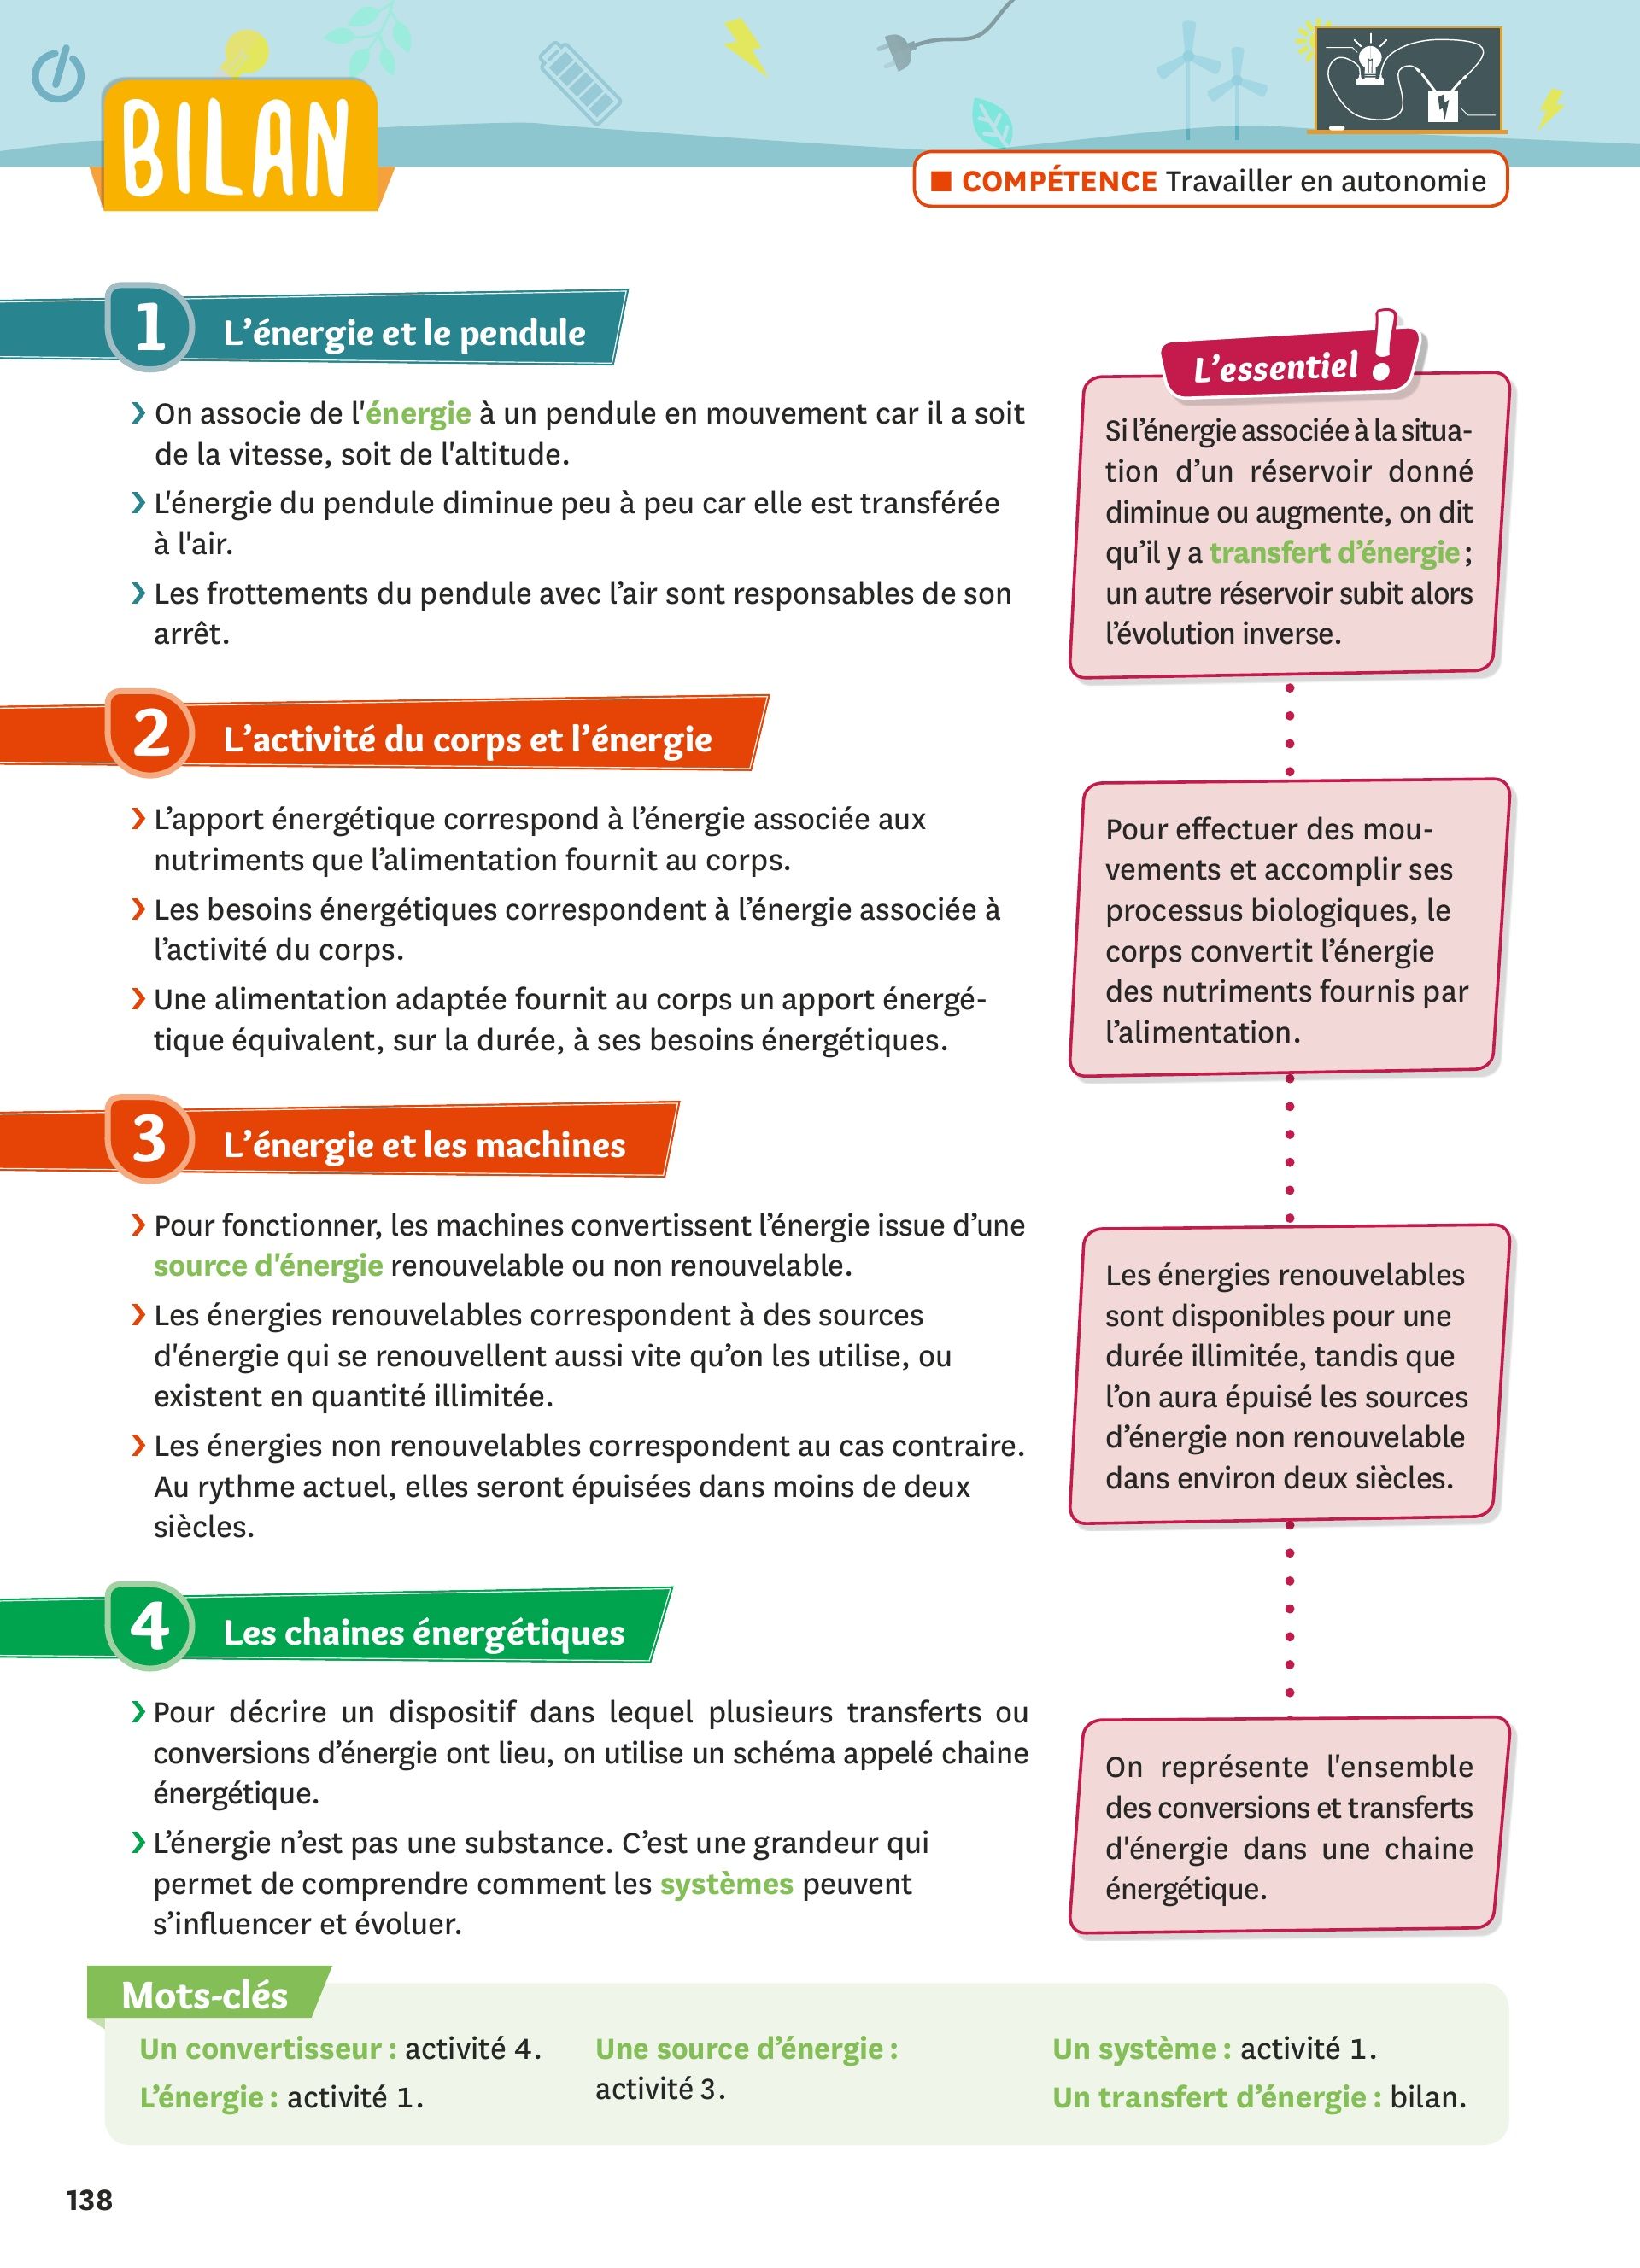 BILAN
■ COMPÉTENCE Travailler en autonomie
1 L’énergie et le pendule
› On associe de l'énergie à un pendule en mouvement car il a soit
de la vitesse, soit de l'altitude.
› L'énergie du pendule diminue peu à peu car elle est transférée
à l'air.
› Les frottements du pendule avec l’air sont responsables de son
arrêt.
L’essentiel !
Si l’énergie associée à la situa-
tion d’un réservoir donné
diminue ou augmente, on dit
qu’il y a transfert d’énergie ;
un autre réservoir subit alors
l’évolution inverse.
2 L’activité du corps et l’énergie
› L’apport énergétique correspond à l’énergie associée aux
nutriments que l’alimentation fournit au corps.
› Les besoins énergétiques correspondent à l’énergie associée à
l’activité du corps.
› Une alimentation adaptée fournit au corps un apport énergé-
tique équivalent, sur la durée, à ses besoins énergétiques.
Pour effectuer des mou-
vements et accomplir ses
processus biologiques, le
corps convertit l’énergie
des nutriments fournis par
l’alimentation.
3 L’énergie et les machines
› Pour fonctionner, les machines convertissent l’énergie issue d’une
source d'énergie renouvelable ou non renouvelable.
› Les énergies renouvelables correspondent à des sources
d'énergie qui se renouvellent aussi vite qu’on les utilise, ou
existent en quantité illimitée.
› Les énergies non renouvelables correspondent au cas contraire.
Au rythme actuel, elles seront épuisées dans moins de deux
siècles.
Les énergies renouvelables
sont disponibles pour une
durée illimitée, tandis que
l’on aura épuisé les sources
d’énergie non renouvelable
dans environ deux siècles.
4 Les chaines énergétiques
› Pour décrire un dispositif dans lequel plusieurs transferts ou
conversions d’énergie ont lieu, on utilise un schéma appelé chaine
énergétique.
› L’énergie n’est pas une substance. C’est une grandeur qui
permet de comprendre comment les systèmes peuvent
s’influencer et évoluer.
On représente l'ensemble
des conversions et transferts
d'énergie dans une chaine
énergétique.
Mots-clés
Un convertisseur : activité 4.
L’énergie : activité 1.
Une source d’énergie :
activité 3.
Un système : activité 1.
Un transfert d’énergie : bilan.
138